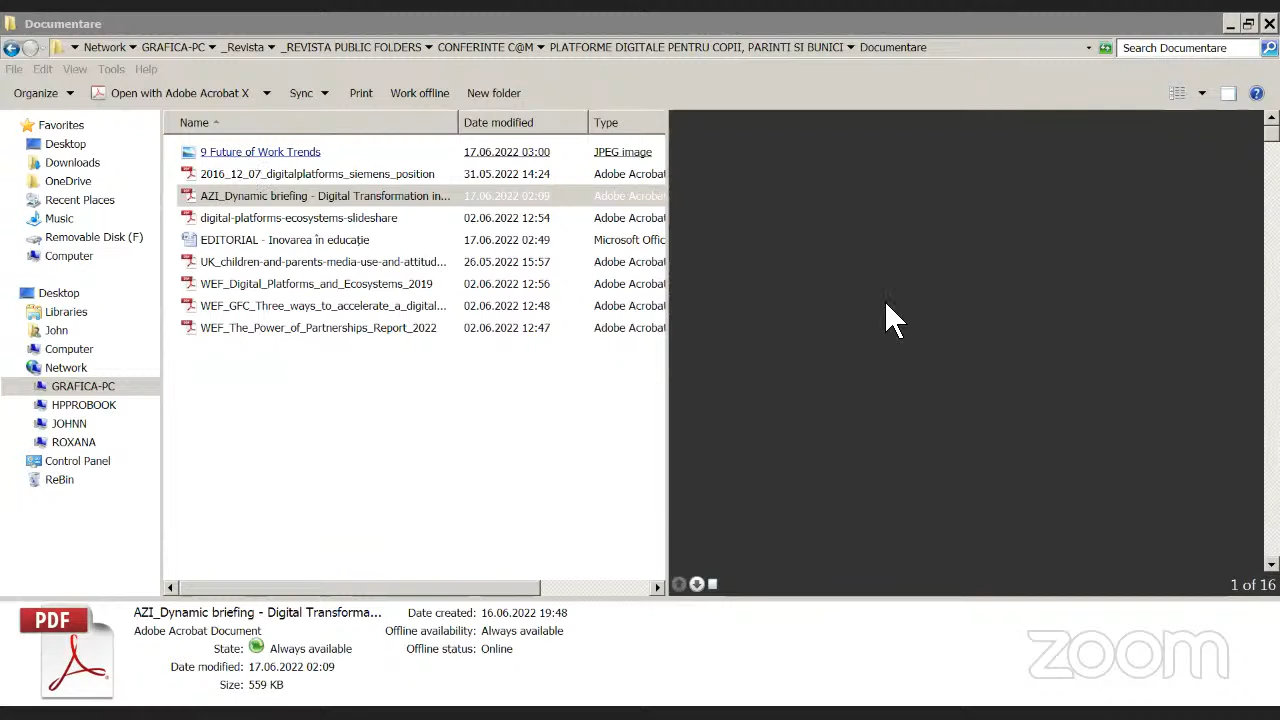 Documentare
Network GRAFICA-PC _Revista _REVISTA PUBLIC FOLDERS CONFERINTE C@M PLATFORME DIGITALE PENTRU COPII, PARINTI SI BUNICI Documentare
Search Documentare
File Edit View Tools Help
Organize Open with Adobe Acrobat X Sync Print Work offline New folder
Favorites
Desktop
Downloads
OneDrive
Recent Places
Music
Removable Disk (F)
Computer
Desktop
Libraries
John
Computer
Network
GRAFICA-PC
HPPROBOOK
JOHNN
ROXANA
Control Panel
ReBin
Name Date modified Type
9 Future of Work Trends 17.06.2022 03:00 JPEG image
2016_12_07_digitalplatforms_siemens_position 31.05.2022 14:24 Adobe Acrobat
AZI_Dynamic briefing - Digital Transformation in... 17.06.2022 02:09 Adobe Acrobat
digital-platforms-ecosystems-slideshare 02.06.2022 12:54 Adobe Acrobat
EDITORIAL - Inovarea în educație 17.06.2022 02:49 Microsoft Offic
UK_children-and-parents-media-use-and-attitud... 26.05.2022 15:57 Adobe Acrobat
WEF_Digital_Platforms_and_Ecosystems_2019 02.06.2022 12:56 Adobe Acrobat
WEF_GFC_Three_ways_to_accelerate_a_digital... 02.06.2022 12:48 Adobe Acrobat
WEF_The_Power_of_Partnerships_Report_2022 02.06.2022 12:47 Adobe Acrobat
1 of 16
PDF
AZI_Dynamic briefing - Digital Transforma... Date created: 16.06.2022 19:48
Adobe Acrobat Document Offline availability: Always available
State: Always available Offline status: Online
Date modified: 17.06.2022 02:09
Size: 559 KB
zoom